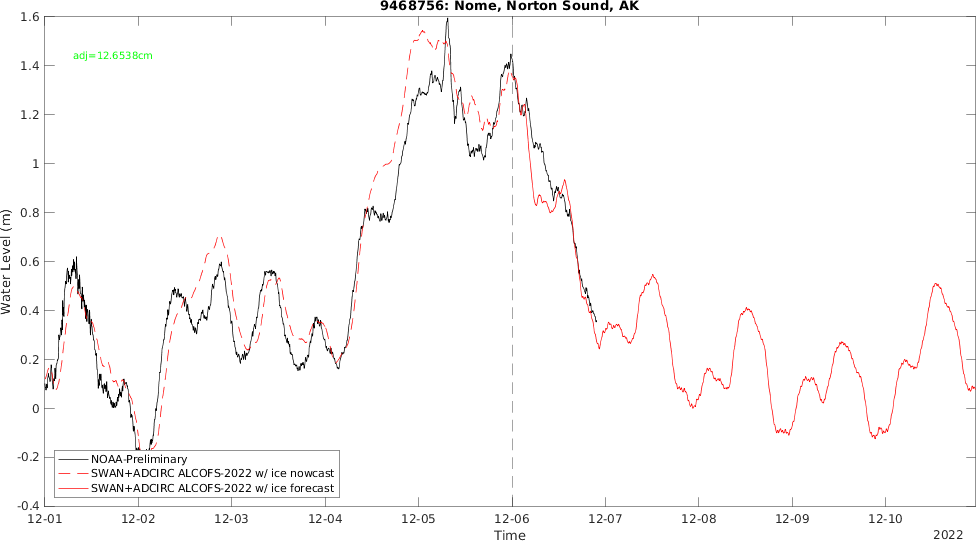 9468756: Nome, Norton Sound, AK
adj=12.6538cm
Water Level (m)
1.6
1.4
1.2
1
0.8
0.6
0.4
0.2
0
-0.2
-0.4
NOAA-Preliminary
SWAN+ADCIRC ALCOFS-2022 w/ ice nowcast
SWAN+ADCIRC ALCOFS-2022 w/ ice forecast
12-01 12-02 12-03 12-04 12-05 12-06 12-07 12-08 12-09 12-10
Time
2022